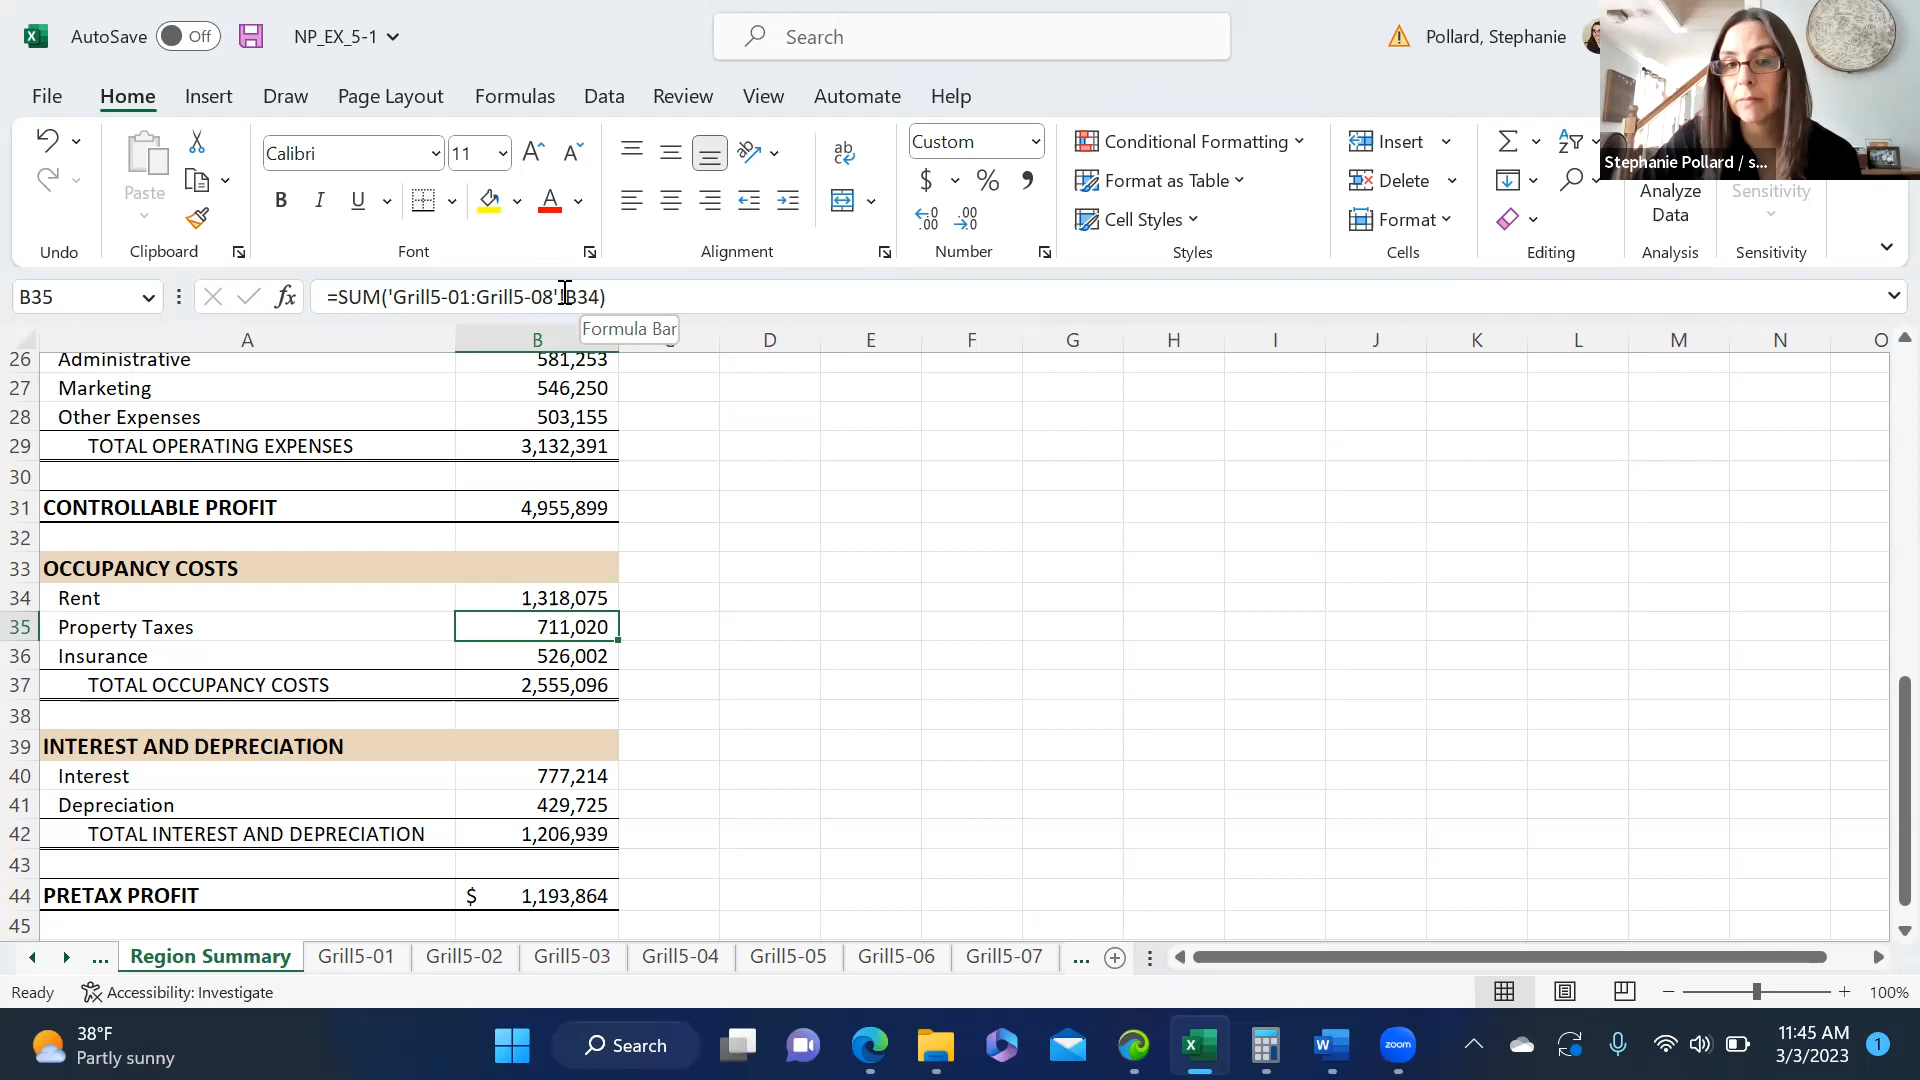 AutoSave Off NP_EX_5-1
Search
Pollard, Stephanie
Stephanie Pollard / s...
File Home Insert Draw Page Layout Formulas Data Review View Automate Help
Calibri 11
Custom
Conditional Formatting
Insert
Paste
B I U
$ % ,
Format as Table
Delete
Analyze
Data
Sensitivity
Cell Styles
Format
Undo Clipboard Font Alignment Number Styles Cells Editing Analysis Sensitivity
B35 fx =SUM('Grill5-01:Grill5-08'!B34)
Formula Bar
A B D E F G H I J K L M N O
26 Administrative 581,253
27 Marketing 546,250
28 Other Expenses 503,155
29 TOTAL OPERATING EXPENSES 3,132,391
30
31 CONTROLLABLE PROFIT 4,955,899
32
33 OCCUPANCY COSTS
34 Rent 1,318,075
35 Property Taxes 711,020
36 Insurance 526,002
37 TOTAL OCCUPANCY COSTS 2,555,096
38
39 INTEREST AND DEPRECIATION
40 Interest 777,214
41 Depreciation 429,725
42 TOTAL INTEREST AND DEPRECIATION 1,206,939
43
44 PRETAX PROFIT $ 1,193,864
45
... Region Summary Grill5-01 Grill5-02 Grill5-03 Grill5-04 Grill5-05 Grill5-06 Grill5-07 ...
Ready Accessibility: Investigate 100%
38°F
Partly sunny
Search
zoom
11:45 AM
3/3/2023
1